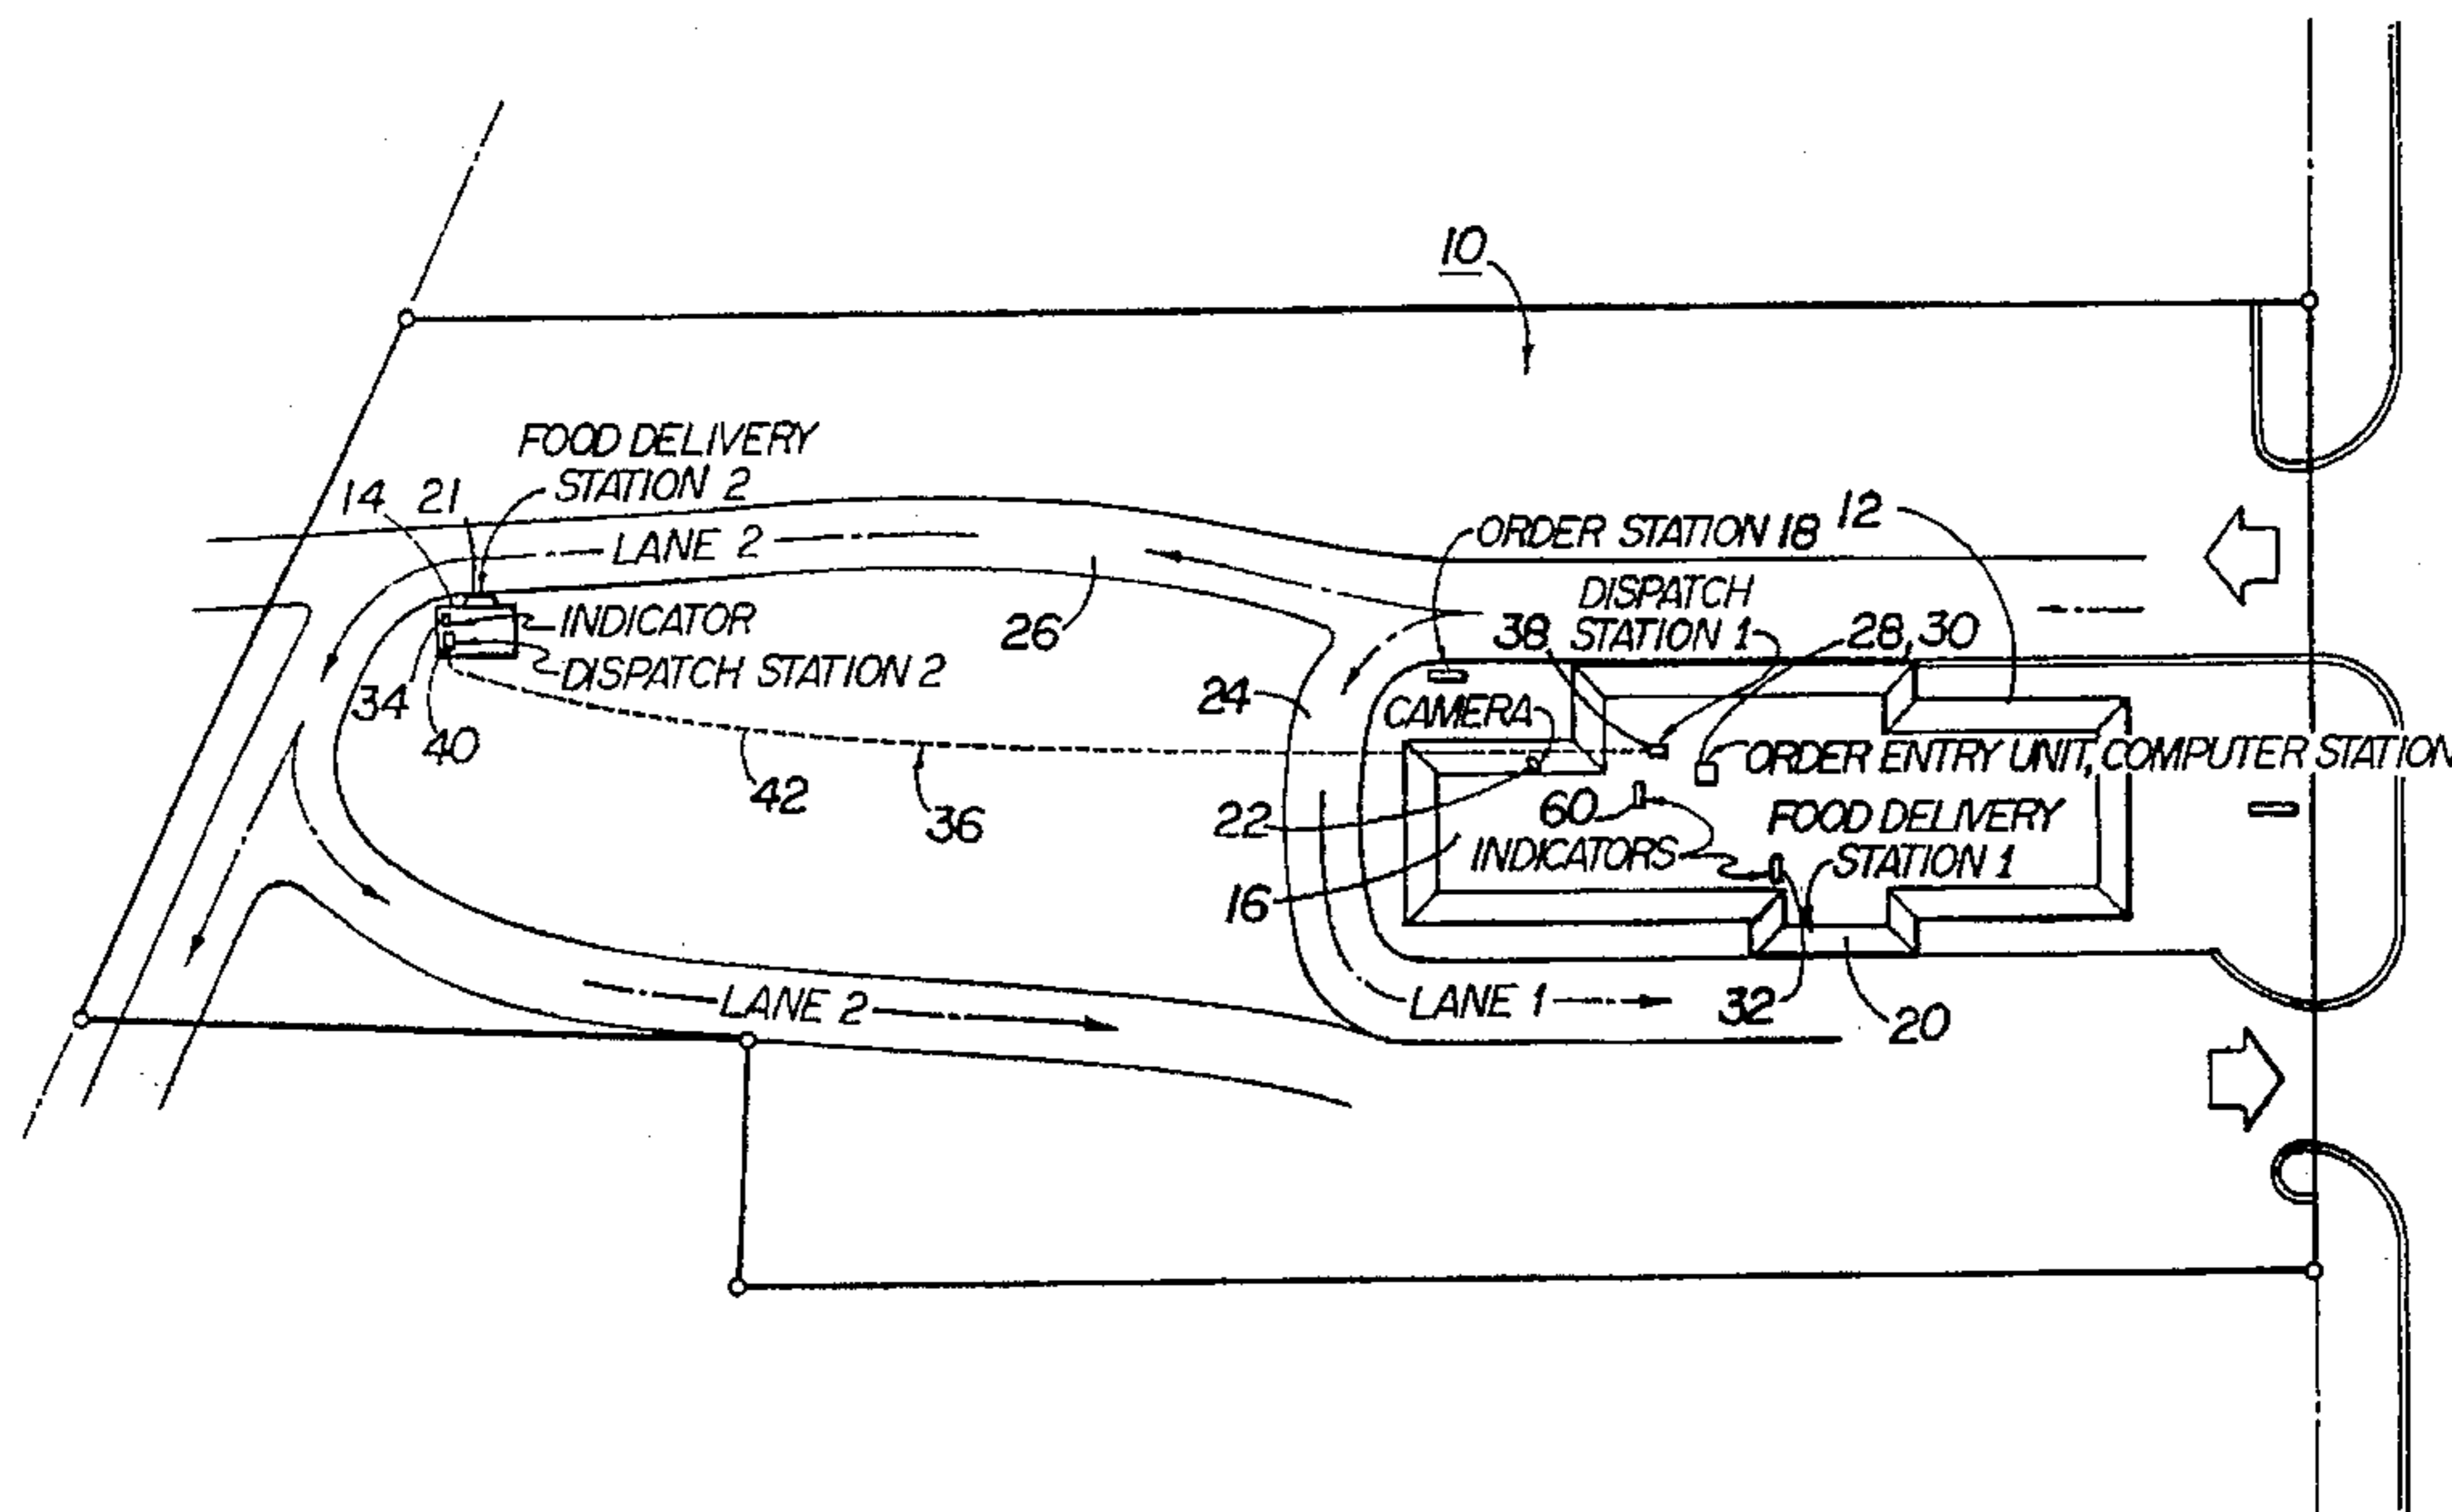 10
FOOD DELIVERY
STATION 2
14 21
ORDER STATION 18 12
LANE 2
DISPATCH
STATION 1
38
28,30
26
INDICATOR
DISPATCH STATION 2
34
40
24
CAMERA
ORDER ENTRY UNIT, COMPUTER STATION
42
36
22
60
FOOD DELIVERY
STATION 1
INDICATORS
16
LANE 2
LANE 1
32
20